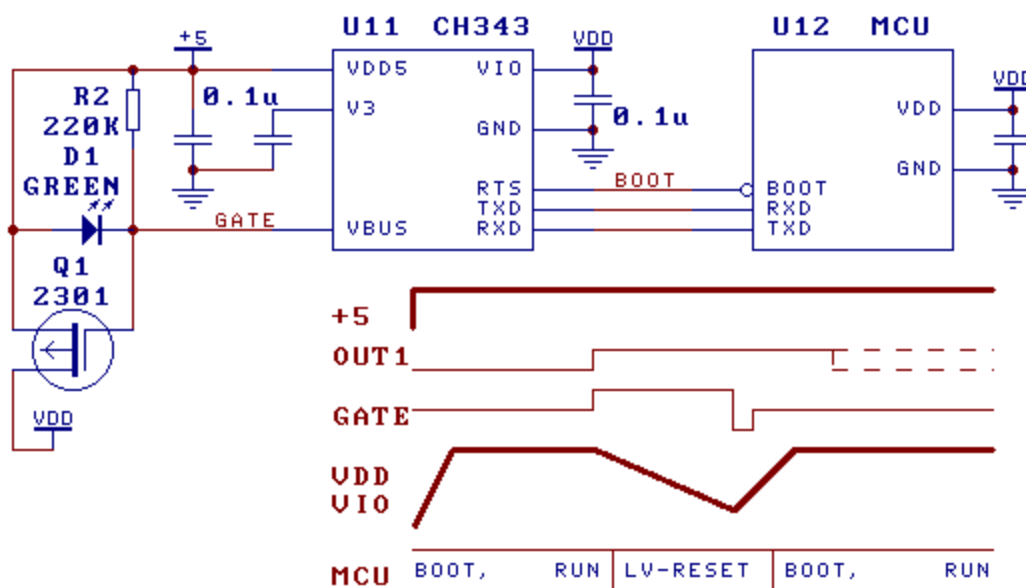 U11 CH343
U12 MCU
+5
VDD
VDD
VDD5
VIO
VDD
R2
220K
0.1u
V3
0.1u
GND
GND
D1
GREEN
RTS
BOOT
BOOT
TXD
RXD
GATE
VBUS
RXD
TXD
Q1
2301
VDD
+5
OUT1
GATE
VDD
VIO
MCU
BOOT,
RUN
LV-RESET
BOOT,
RUN